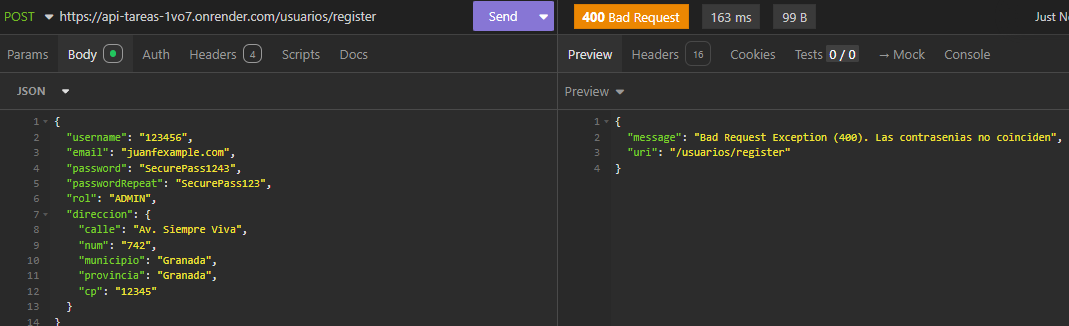 POST https://api-tareas-1vo7.onrender.com/usuarios/register Send 400 Bad Request 163 ms 99 B Just N
Params Body Auth Headers 4 Scripts Docs Preview Headers 16 Cookies Tests 0 / 0 → Mock Console
JSON Preview
1 {
2 "username": "123456",
3 "email": "juanfexample.com",
4 "password": "SecurePass1243",
5 "passwordRepeat": "SecurePass123",
6 "rol": "ADMIN",
7 "direccion": {
8 "calle": "Av. Siempre Viva",
9 "num": "742",
10 "municipio": "Granada",
11 "provincia": "Granada",
12 "cp": "12345"
13 }
14 }
1 {
2 "message": "Bad Request Exception (400). Las contrasenias no coinciden",
3 "uri": "/usuarios/register"
4 }